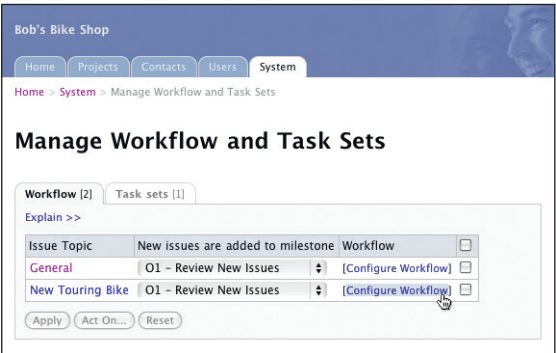 Bob's Bike Shop
Home Projects Contacts Users System
Home > System > Manage Workflow and Task Sets
Manage Workflow and Task Sets
Workflow [2] Task sets [1]
Explain >>
Issue Topic New issues are added to milestone Workflow
General 01 - Review New Issues [Configure Workflow]
New Touring Bike 01 - Review New Issues [Configure Workflow]
Apply Act On... Reset